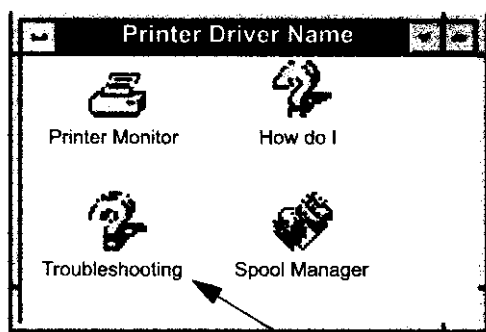 Printer Driver Name
Printer Monitor
How do I
Troubleshooting
Spool Manager